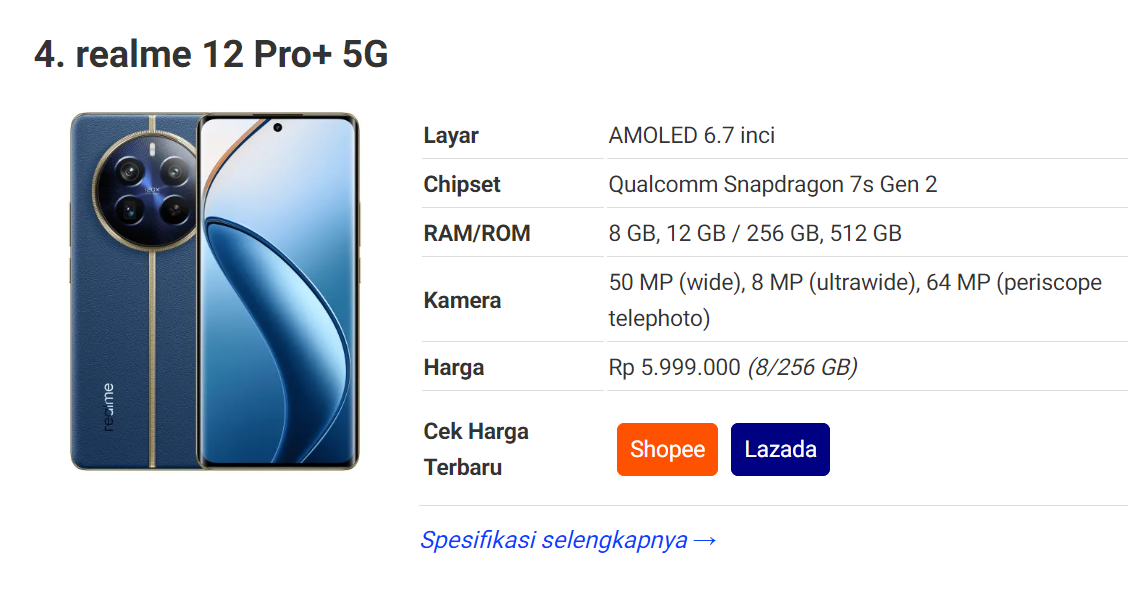 4. realme 12 Pro+ 5G
Layar AMOLED 6.7 inci
Chipset Qualcomm Snapdragon 7s Gen 2
RAM/ROM 8 GB, 12 GB / 256 GB, 512 GB
Kamera 50 MP (wide), 8 MP (ultrawide), 64 MP (periscope
telephoto)
Harga Rp 5.999.000 (8/256 GB)
Cek Harga
Terbaru
Shopee Lazada
Spesifikasi selengkapnya →
realme
120X